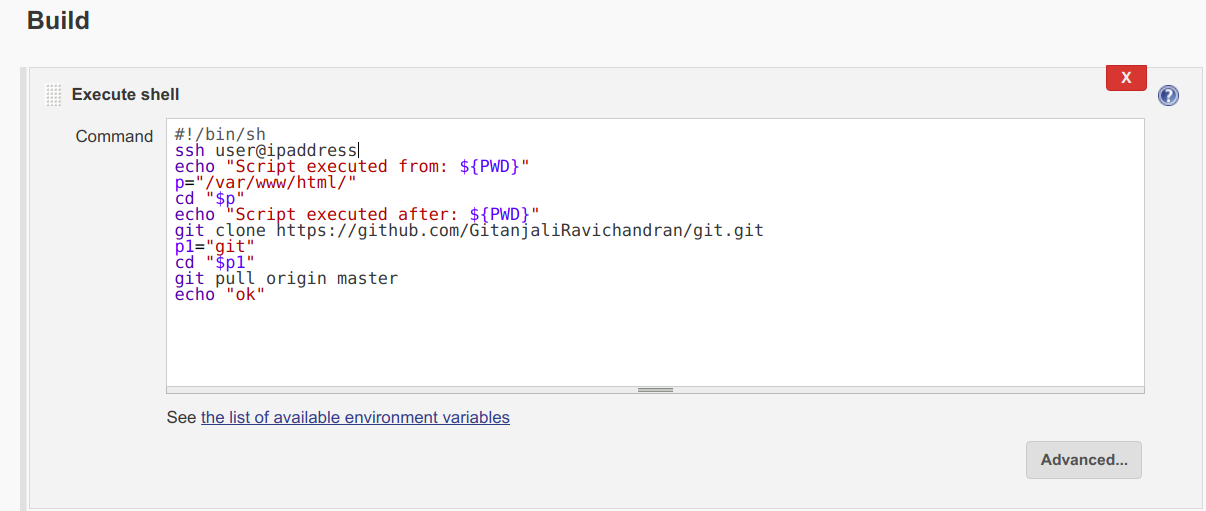 Build
X
Execute shell
?
Command
#!/bin/sh
ssh user@ipaddress
echo "Script executed from: ${PWD}"
p="/var/www/html/"
cd "$p"
echo "Script executed after: ${PWD}"
git clone https://github.com/GitanjaliRavichandran/git.git
p1="git"
cd "$p1"
git pull origin master
echo "ok"
See the list of available environment variables
Advanced...